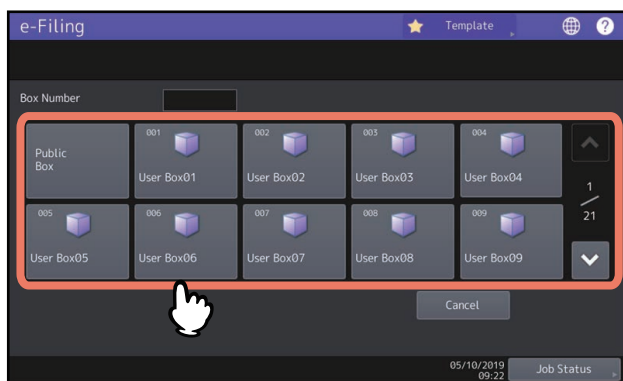 e-Filing
Template
?
Box Number
Public
Box
001
User Box01
002
User Box02
003
User Box03
004
User Box04
1
21
005
User Box05
006
User Box06
007
User Box07
008
User Box08
009
User Box09
Cancel
05/10/2019
09:22
Job Status